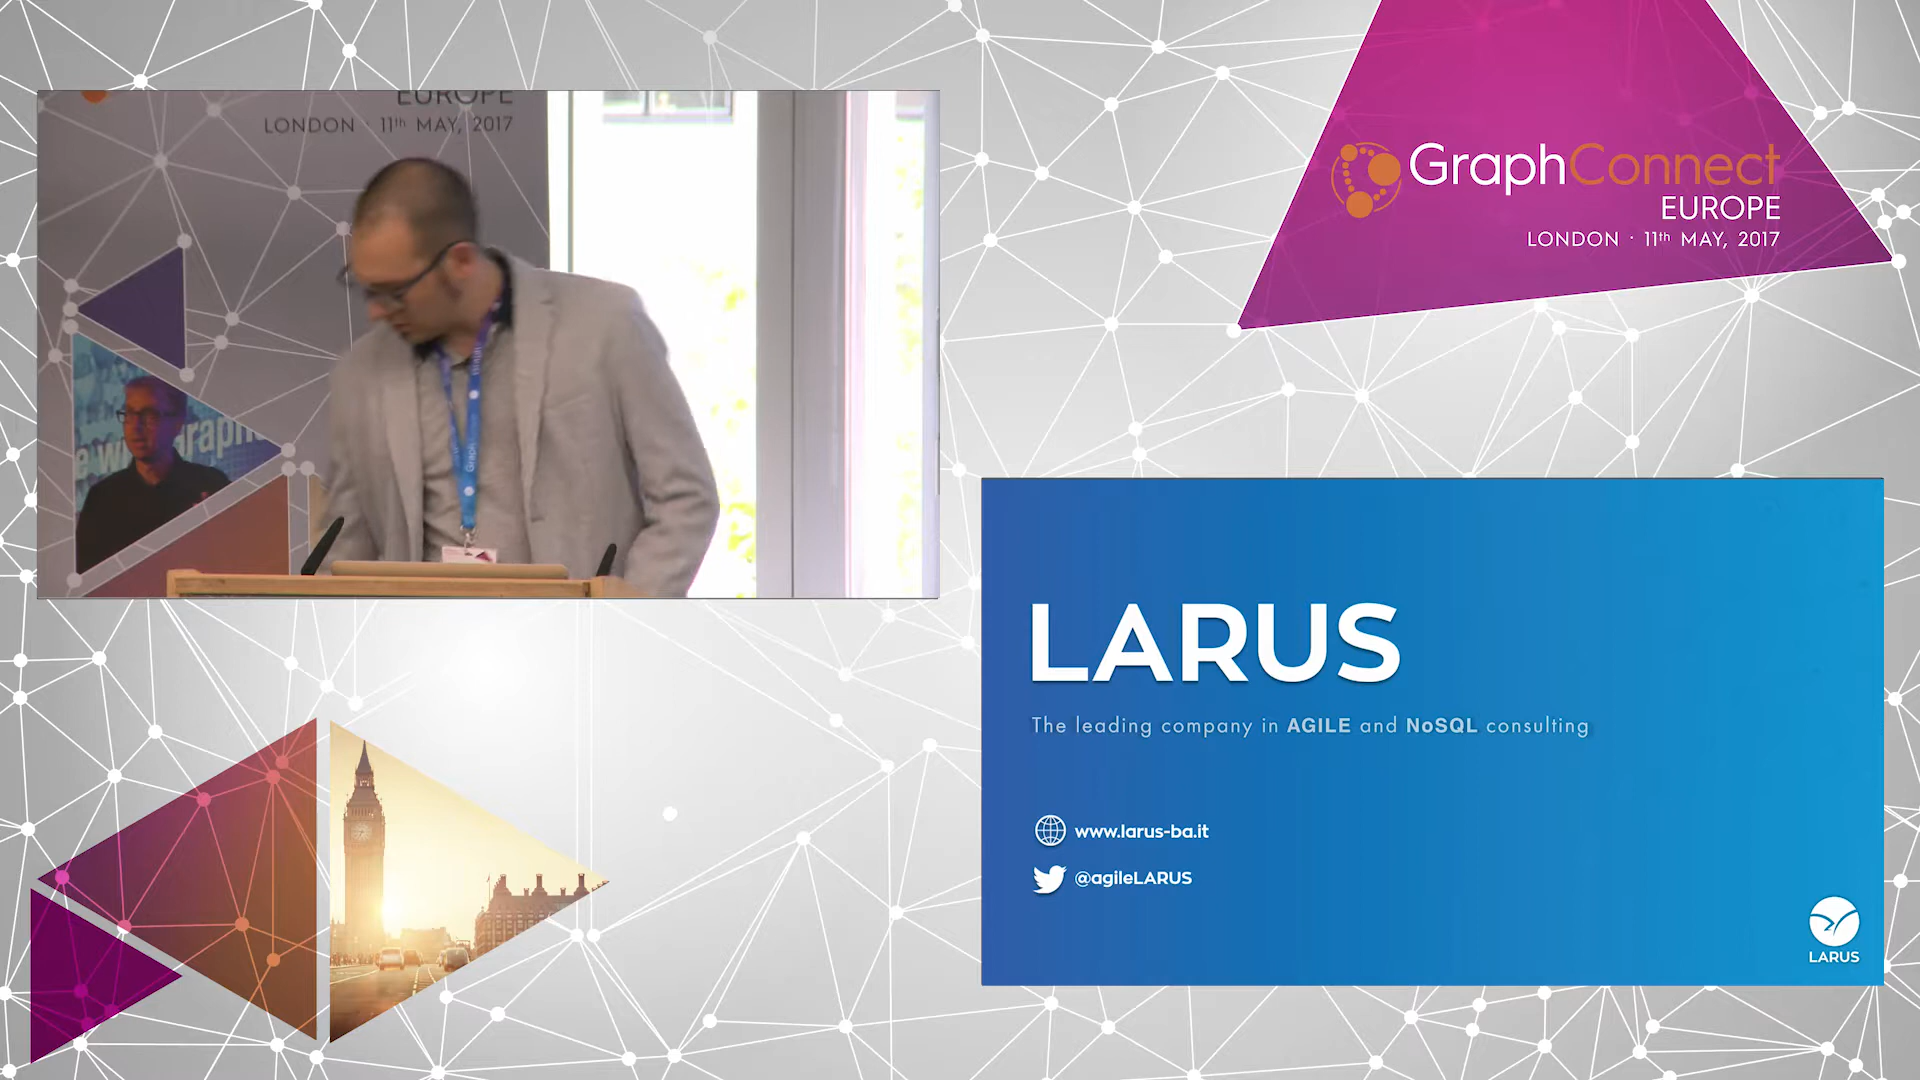 EUROPE
LONDON · 11th MAY, 2017
GraphConnect
EUROPE
LONDON · 11th MAY, 2017
LARUS
The leading company in AGILE and NoSQL consulting
www.larus-ba.it
@agileLARUS
LARUS